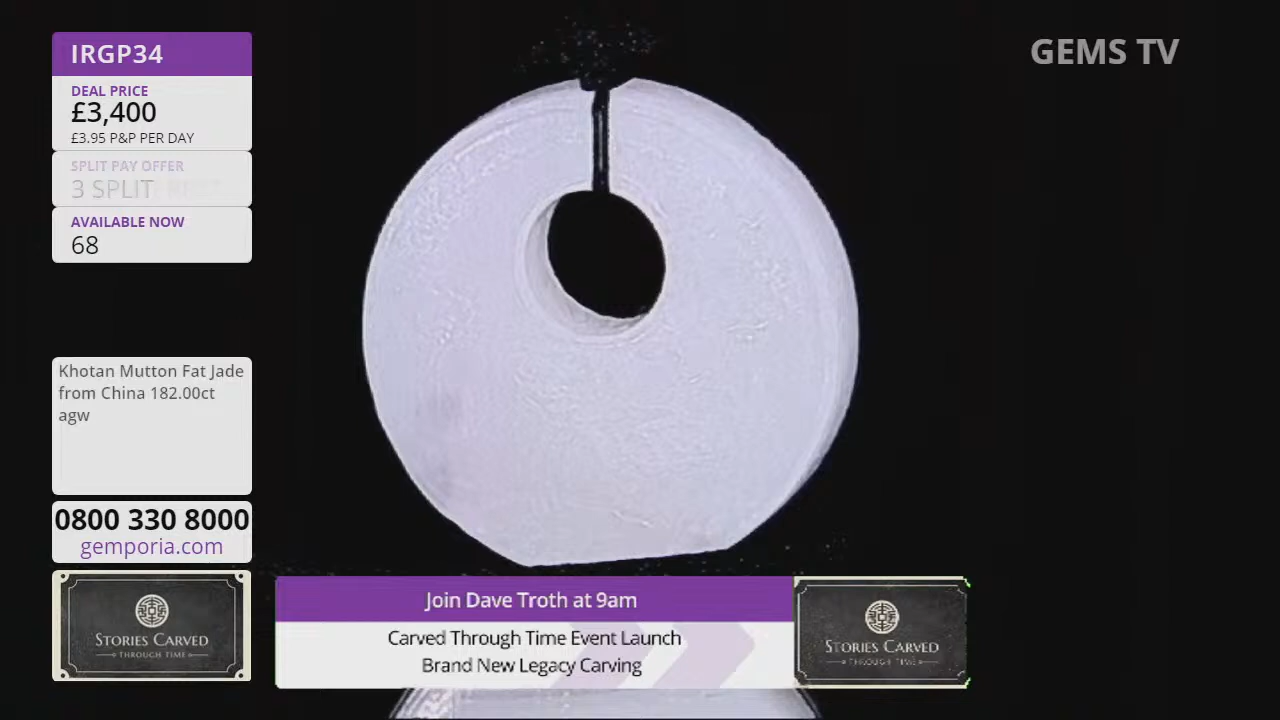 IRGP34
DEAL PRICE
£3,400
£3.95 P&P PER DAY
SPLIT PAY OFFER
3 SPLIT
AVAILABLE NOW
68
Khotan Mutton Fat Jade
from China 182.00ct
agw
0800 330 8000
gemporia.com
STORIES CARVED
THROUGH TIME
GEMS TV
Join Dave Troth at 9am
Carved Through Time Event Launch
Brand New Legacy Carving
STORIES CARVED
THROUGH TIME